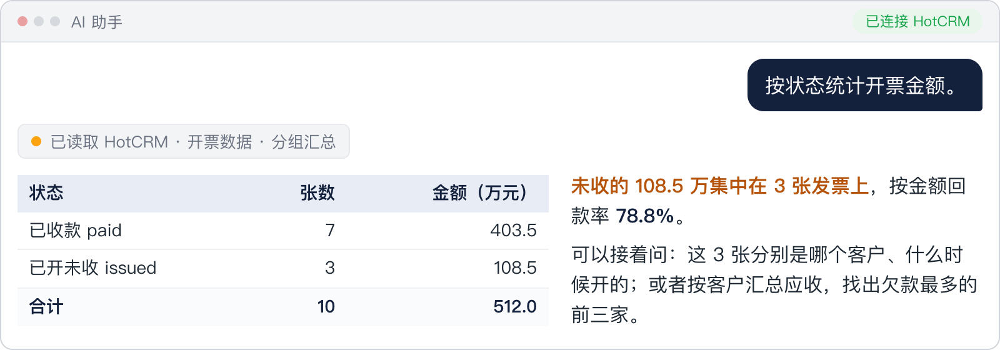 AI 助手
已连接 HotCRM
按状态统计开票金额。
已读取 HotCRM · 开票数据 · 分组汇总
状态 张数 金额（万元）
已收款 paid 7 403.5
已开未收 issued 3 108.5
合计 10 512.0
未收的 108.5 万集中在 3 张发票上，按金额回
款率 78.8%。
可以接着问：这 3 张分别是哪个客户、什么时
候开的；或者按客户汇总应收，找出欠款最多的
前三家。